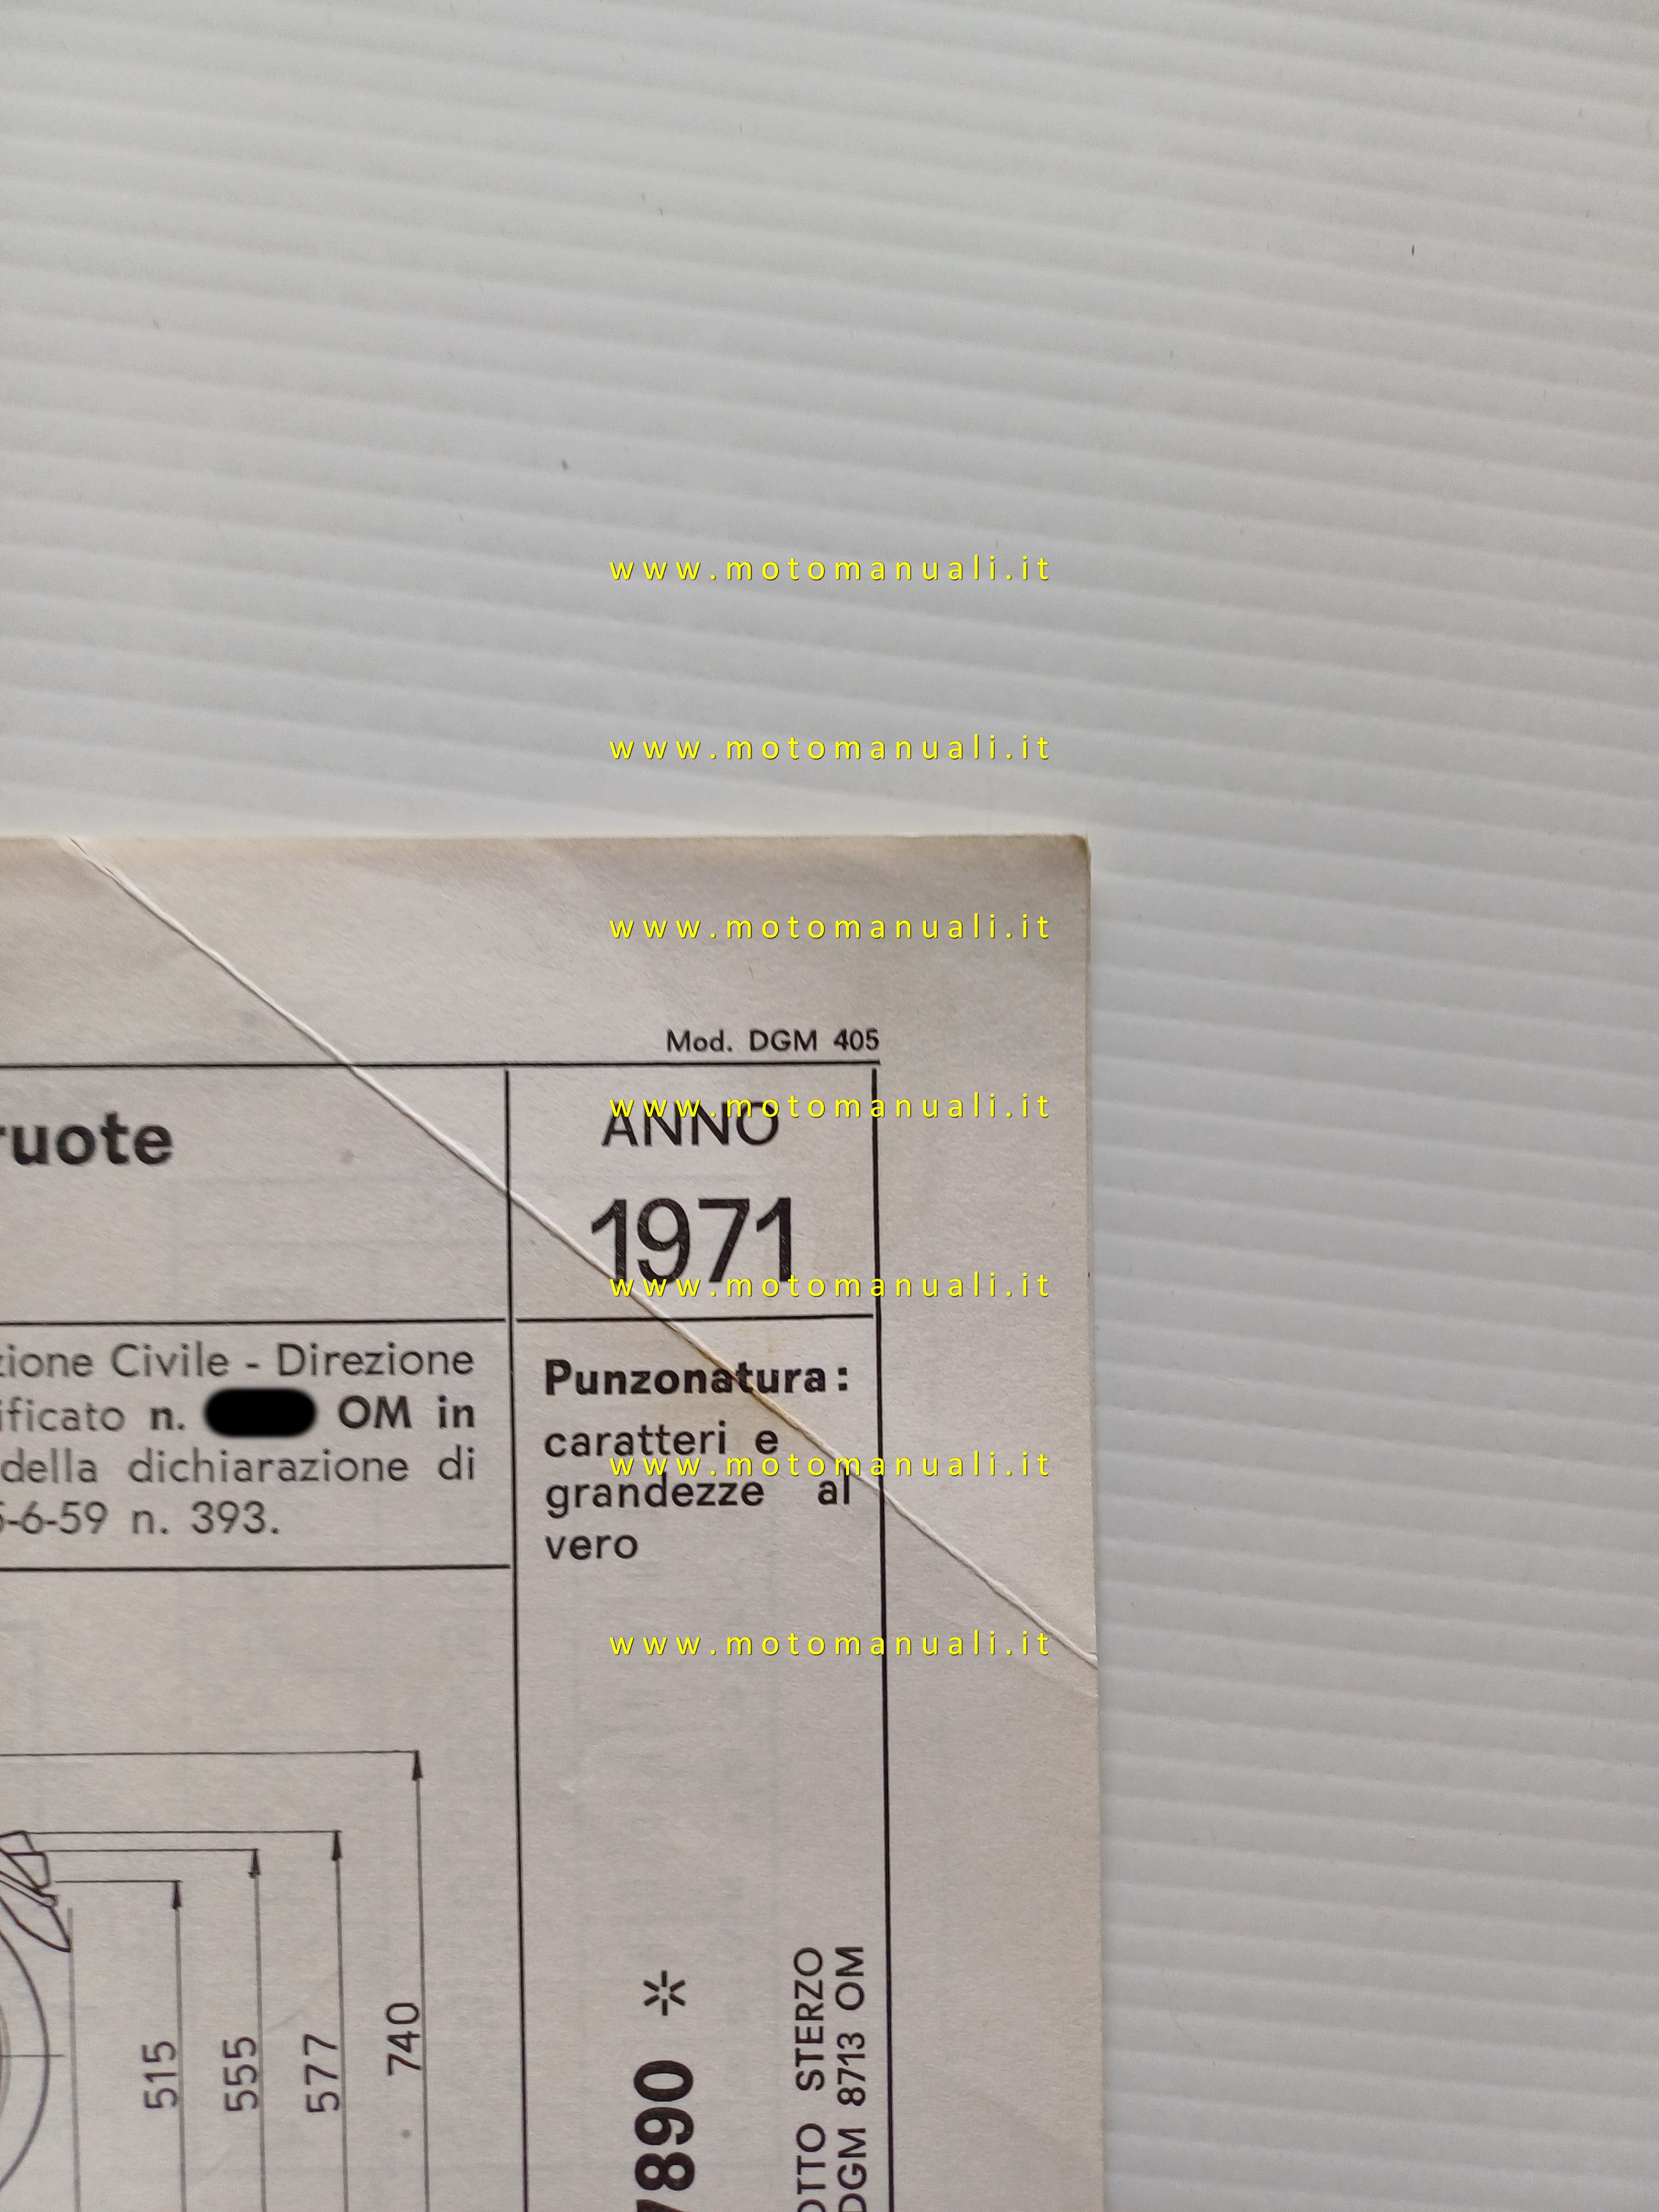 www.motomanuali.it
www.motomanuali.it
www.motomanuali.it
Mod. DGM 405
ruote
ANNO
www.motomanuali.it
1971
www.motomanuali.it
zione Civile - Direzione
ificato n. OM in
della dichiarazione di
5-6-59 n. 393.
Punzonatura:
caratteri e
www.motomanuali.it
grandezze al
vero
www.motomanuali.it
515
555
577
740
7890 *
OTTO STERZO
DGM 8713 OM